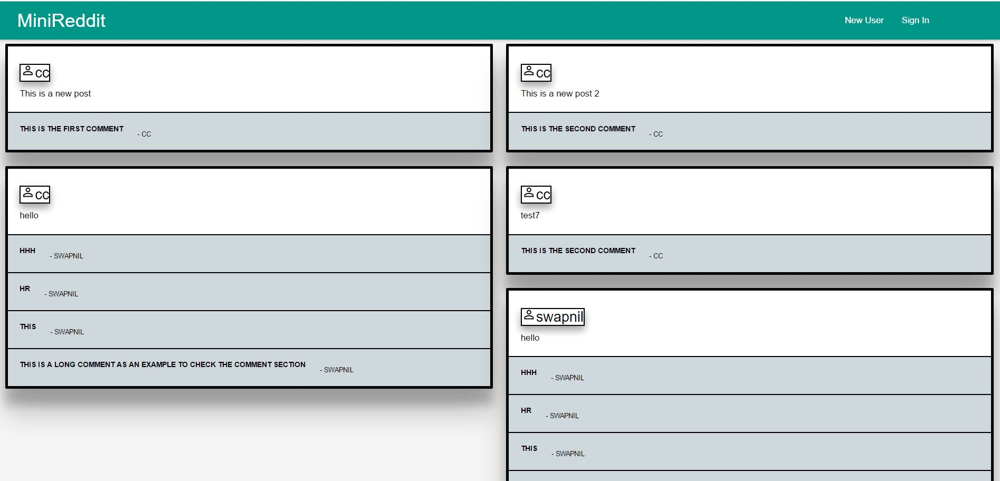 MiniReddit
New User
Sign In
CC
This is a new post
THIS IS THE FIRST COMMENT - CC
CC
hello
HHH - SWAPNIL
HR - SWAPNIL
THIS - SWAPNIL
THIS IS A LONG COMMENT AS AN EXAMPLE TO CHECK THE COMMENT SECTION - SWAPNIL
CC
This is a new post 2
THIS IS THE SECOND COMMENT - CC
CC
test7
THIS IS THE SECOND COMMENT - CC
swapnil
hello
HHH - SWAPNIL
HR - SWAPNIL
THIS - SWAPNIL